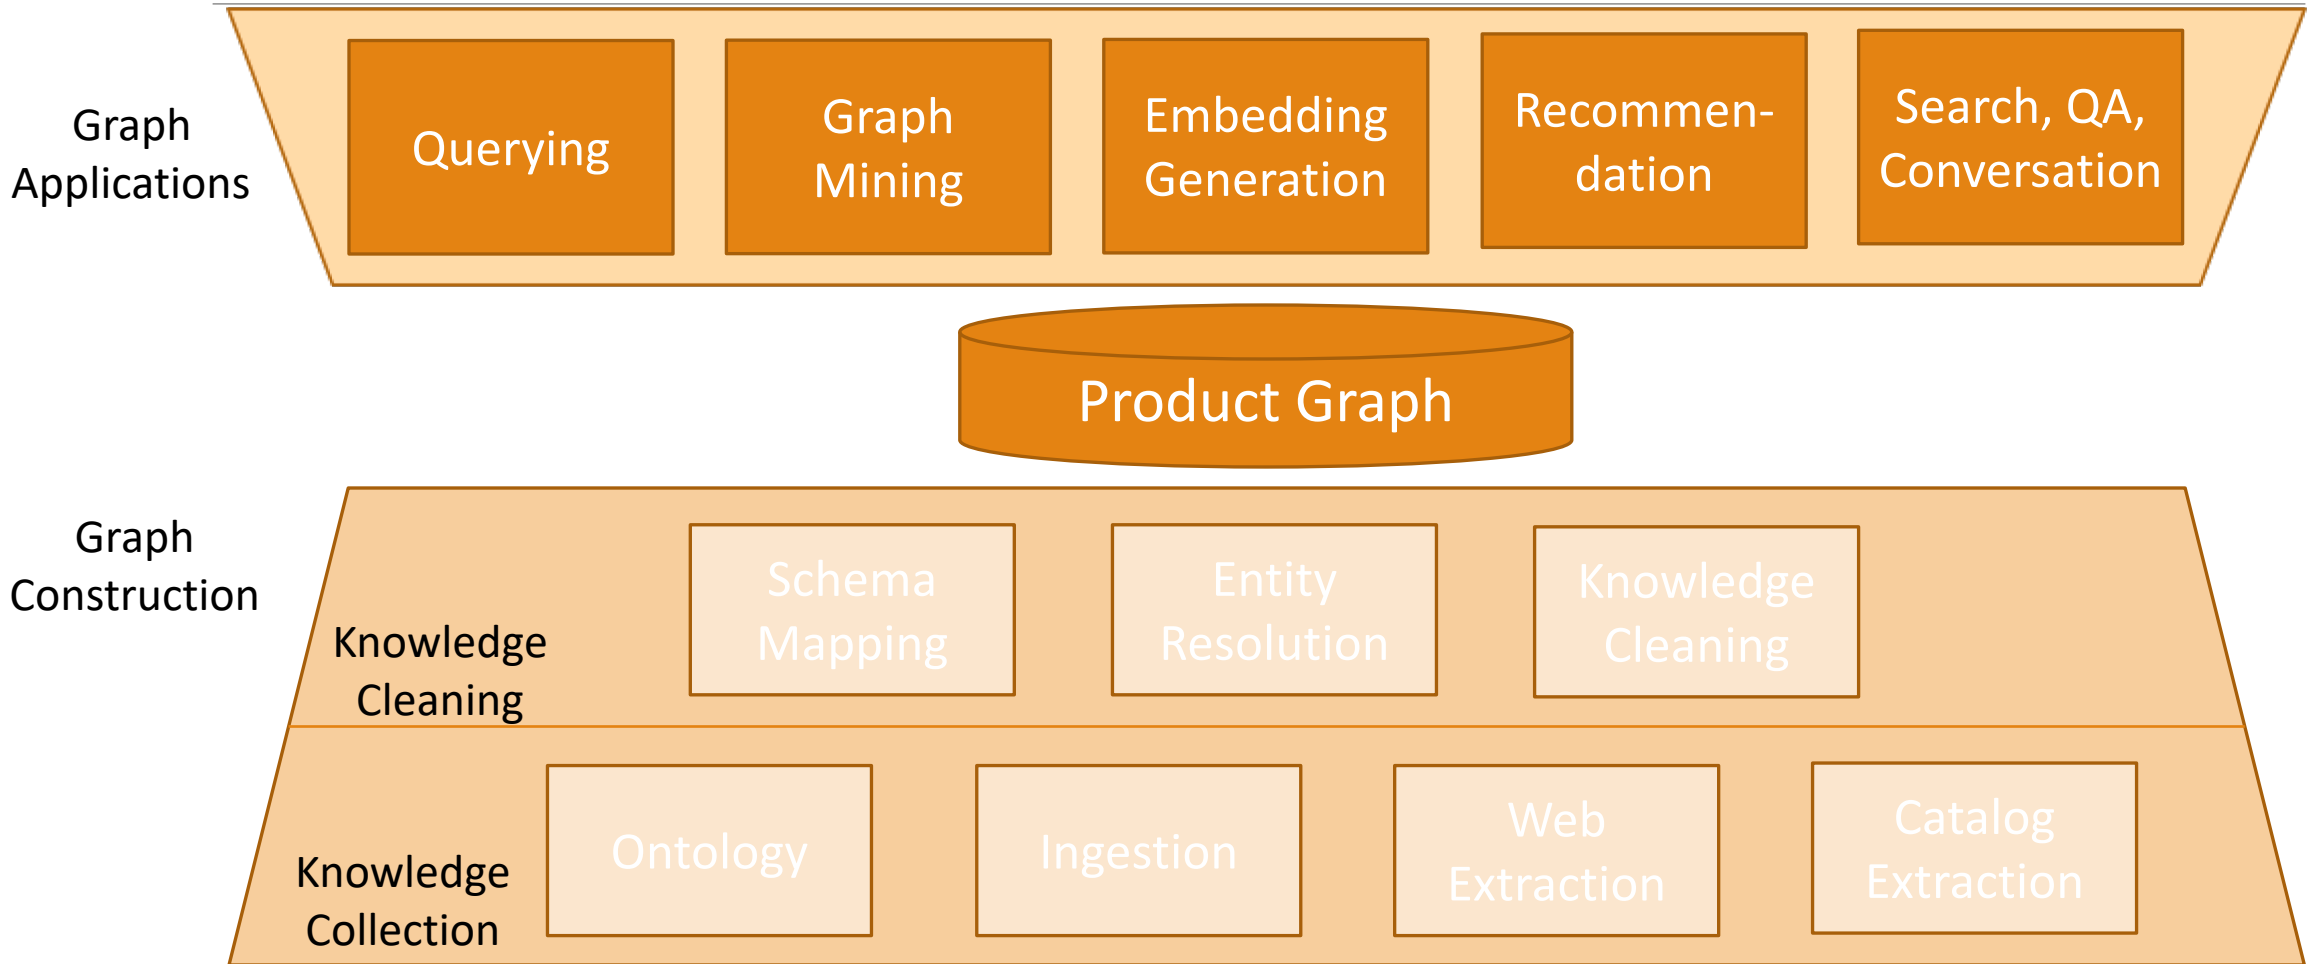 Graph
Applications
Querying
Graph
Mining
Embedding
Generation
Recommen-
dation
Search, QA,
Conversation
Product Graph
Graph
Construction
Knowledge
Cleaning
Schema
Mapping
Entity
Resolution
Knowledge
Cleaning
Knowledge
Collection
Ontology
Ingestion
Web
Extraction
Catalog
Extraction